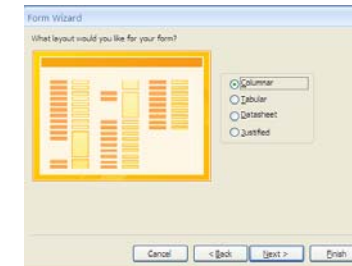 Form Wizard
What layout would you like for your form?
Columnar
Tabular
Datasheet
Justified
Cancel
< Back
Next >
Finish